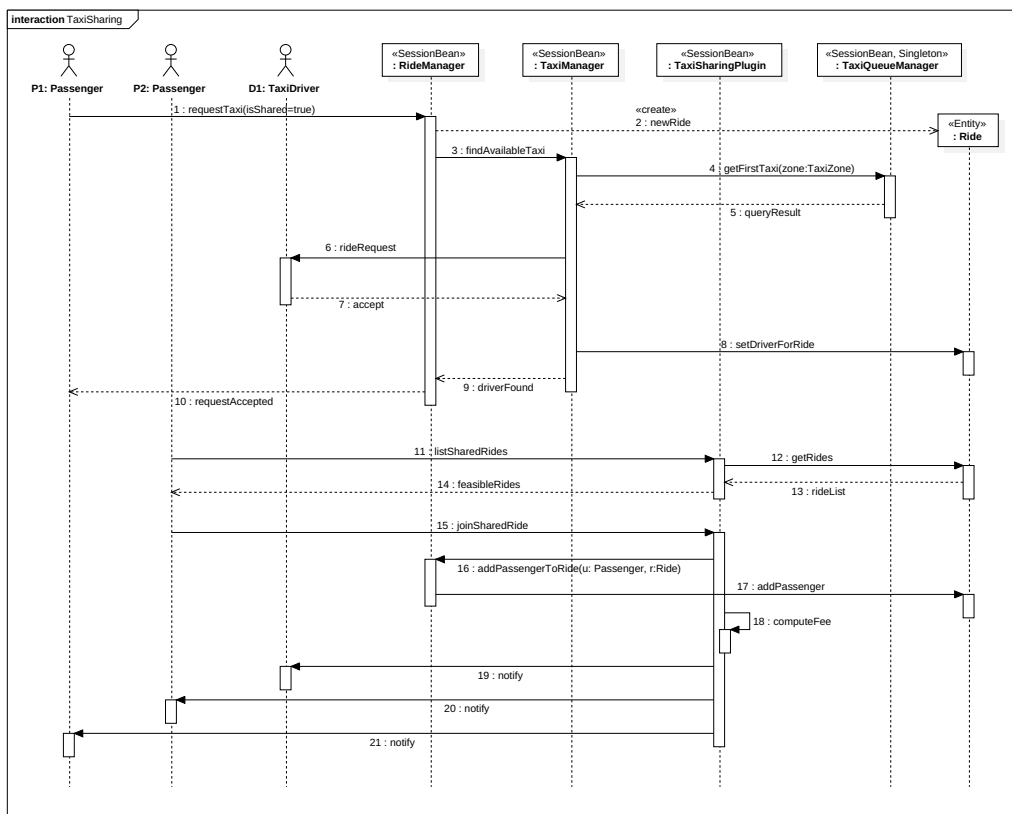 interaction TaxiSharing
P1: Passenger
P2: Passenger
D1: TaxiDriver
«SessionBean»
: RideManager
«SessionBean»
: TaxiManager
«SessionBean»
: TaxiSharingPlugin
«SessionBean, Singleton»
: TaxiQueueManager
1 : requestTaxi(isShared=true)
«create»
2 : newRide
«Entity»
: Ride
3 : findAvailableTaxi
4 : getFirstTaxi(zone:TaxiZone)
5 : queryResult
6 : rideRequest
7 : accept
8 : setDriverForRide
9 : driverFound
10 : requestAccepted
11 : listSharedRides
12 : getRides
13 : rideList
14 : feasibleRides
15 : joinSharedRide
16 : addPassengerToRide(u: Passenger, r:Ride)
17 : addPassenger
18 : computeFee
19 : notify
20 : notify
21 : notify